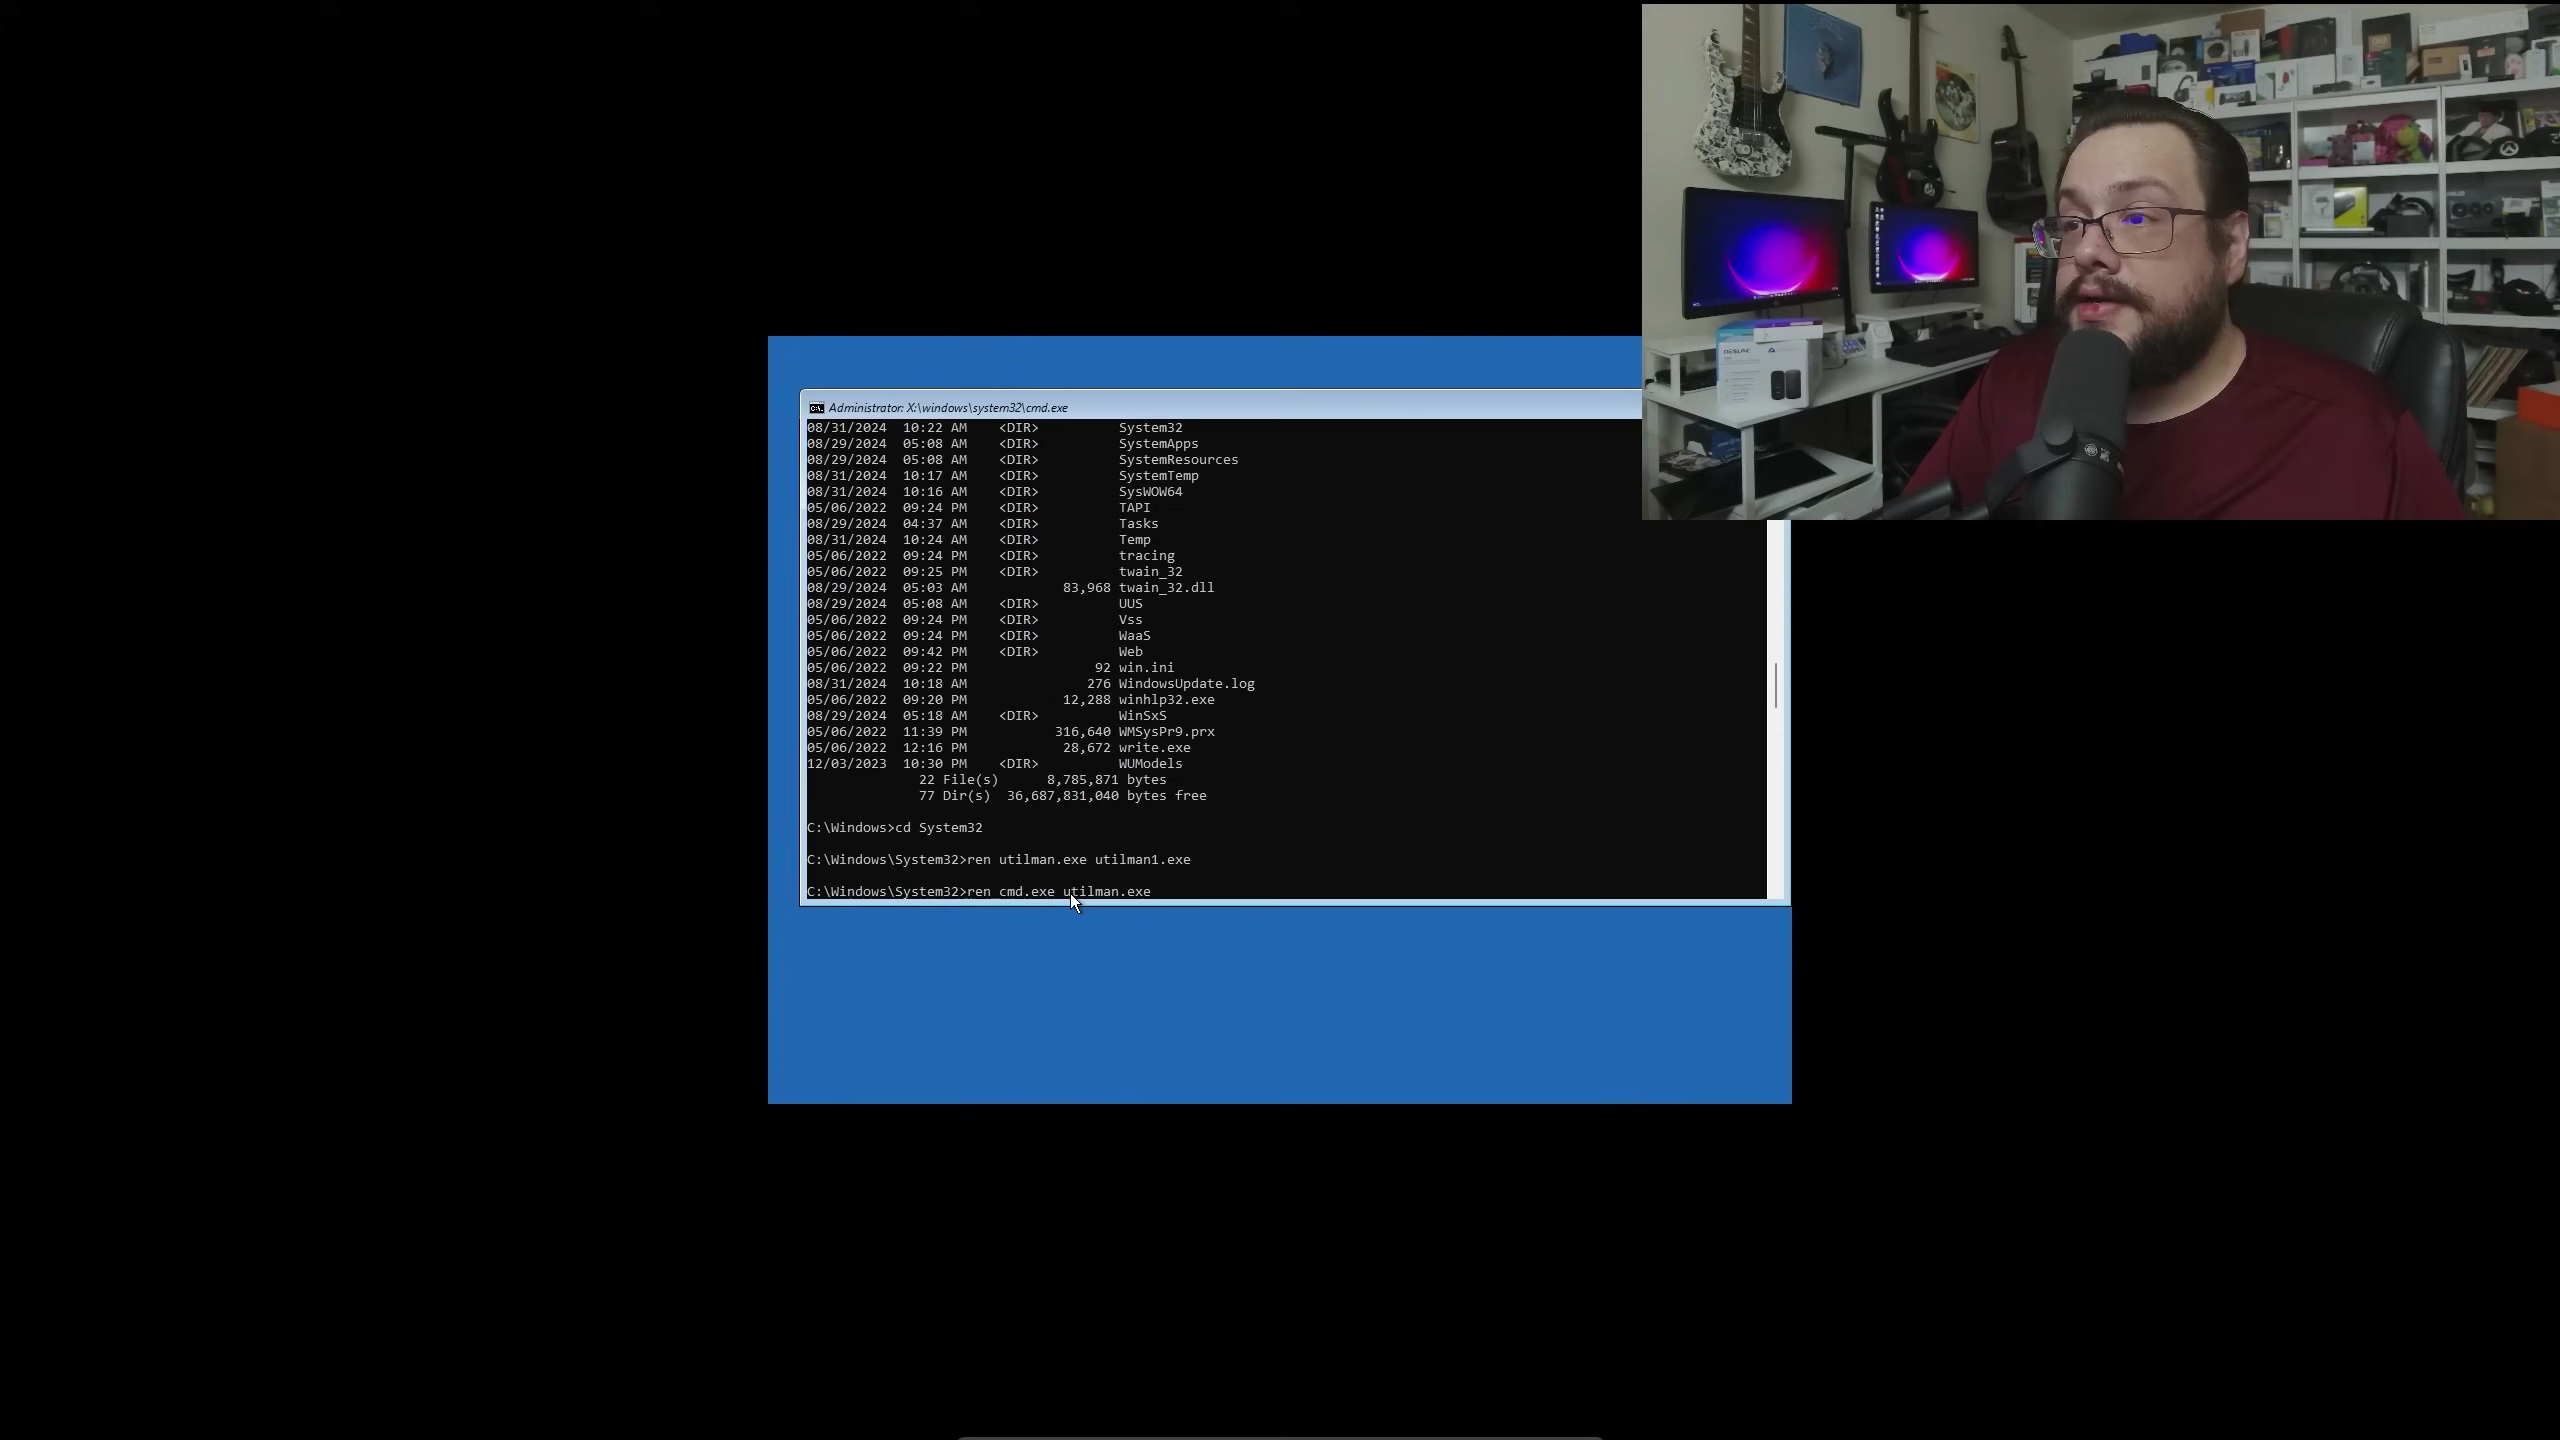 Administrator: X:\windows\system32\cmd.exe
08/31/2024  10:22 AM    <DIR>          System32
08/29/2024  05:08 AM    <DIR>          SystemApps
08/29/2024  05:08 AM    <DIR>          SystemResources
08/31/2024  10:17 AM    <DIR>          SystemTemp
08/31/2024  10:16 AM    <DIR>          SysWOW64
05/06/2022  09:24 PM    <DIR>          TAPI
08/29/2024  04:37 AM    <DIR>          Tasks
08/31/2024  10:24 AM    <DIR>          Temp
05/06/2022  09:24 PM    <DIR>          tracing
05/06/2022  09:25 PM    <DIR>          twain_32
08/29/2024  05:03 AM            83,968 twain_32.dll
08/29/2024  05:08 AM    <DIR>          UUS
05/06/2022  09:24 PM    <DIR>          Vss
05/06/2022  09:24 PM    <DIR>          WaaS
05/06/2022  09:42 PM    <DIR>          Web
05/06/2022  09:22 PM                92 win.ini
08/31/2024  10:18 AM               276 WindowsUpdate.log
05/06/2022  09:20 PM            12,288 winhlp32.exe
08/29/2024  05:18 AM    <DIR>          WinSxS
05/06/2022  11:39 PM           316,640 WMSysPr9.prx
05/06/2022  12:16 PM            28,672 write.exe
12/03/2023  10:30 PM    <DIR>          WUModels
22 File(s)      8,785,871 bytes
77 Dir(s)  36,687,831,040 bytes free
C:\Windows>cd System32
C:\Windows\System32>ren utilman.exe utilman1.exe
C:\Windows\System32>ren cmd.exe utilman.exe